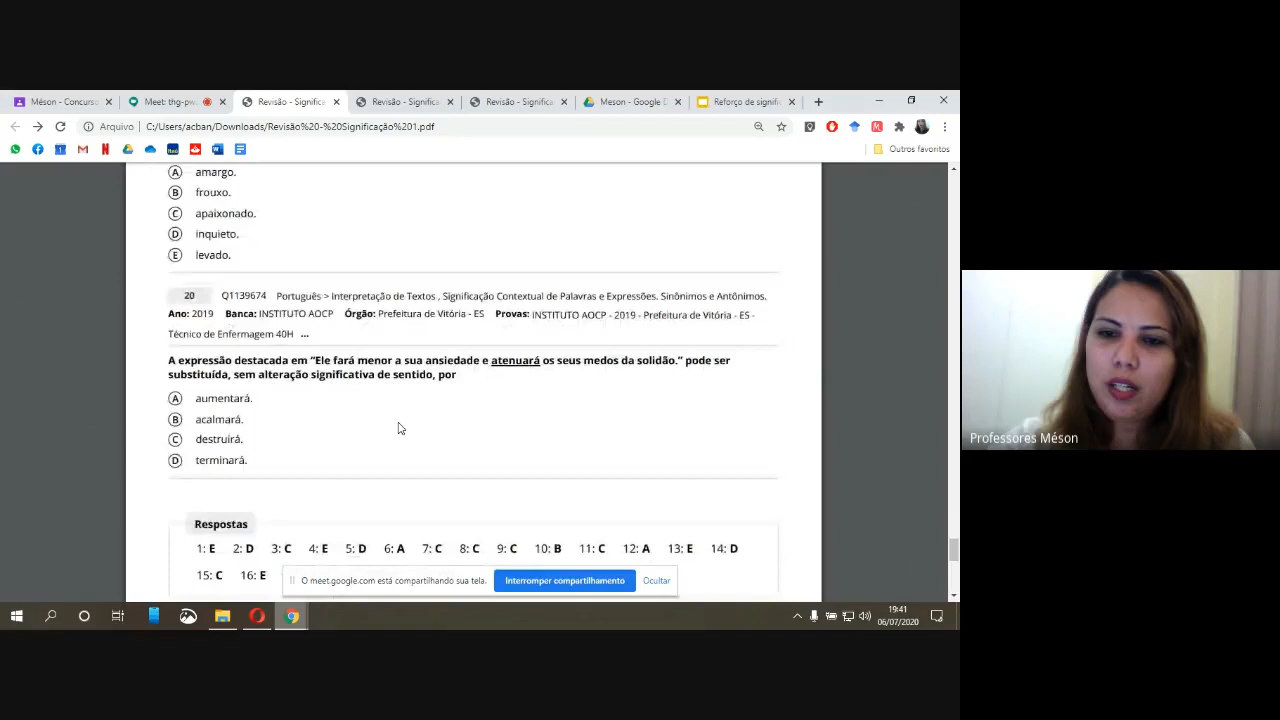 Méson - Concurso
Meet: thg-pw
Revisão - Significa
Revisão - Significa
Revisão - Significa
Meson - Google D
Reforço de signifi
Arquivo
C:/Users/acban/Downloads/Revisão%20-%20Significação%201.pdf
Outros favoritos
A amargo.
B frouxo.
C apaixonado.
D inquieto.
E levado.
20 Q1139674 Português > Interpretação de Textos , Significação Contextual de Palavras e Expressões. Sinônimos e Antônimos.
Ano: 2019 Banca: INSTITUTO AOCP Órgão: Prefeitura de Vitória - ES Provas: INSTITUTO AOCP - 2019 - Prefeitura de Vitória - ES -
Técnico de Enfermagem 40H ...
A expressão destacada em “Ele fará menor a sua ansiedade e atenuará os seus medos da solidão.” pode ser
substituída, sem alteração significativa de sentido, por
A aumentará.
B acalmará.
C destruirá.
D terminará.
Professores Méson
Respostas
1: E 2: D 3: C 4: E 5: D 6: A 7: C 8: C 9: C 10: B 11: C 12: A 13: E 14: D
15: C 16: E
O meet.google.com está compartilhando sua tela. Interromper compartilhamento Ocultar
19:41
06/07/2020